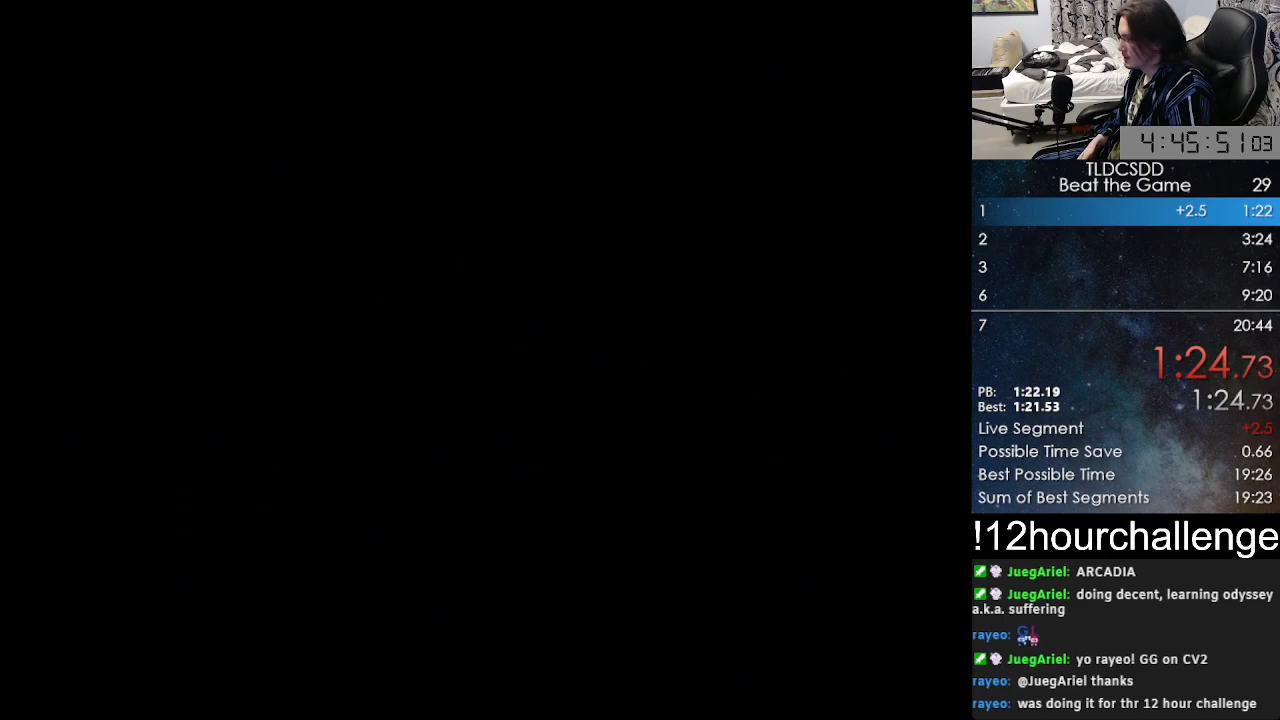 4:45:51 03
TLDCSDD
Beat the Game 29
1 +2.5 1:22
2 3:24
3 7:16
6 9:20
7 20:44
1:24.73
PB: 1:22.19
Best: 1:21.53
1:24.73
Live Segment +2.5
Possible Time Save 0.66
Best Possible Time 19:26
Sum of Best Segments 19:23
!12hourchallenge
JuegAriel: ARCADIA
JuegAriel: doing decent, learning odyssey
a.k.a. suffering
rayeo:
JuegAriel: yo rayeo! GG on CV2
rayeo: @JuegAriel thanks
rayeo: was doing it for thr 12 hour challenge